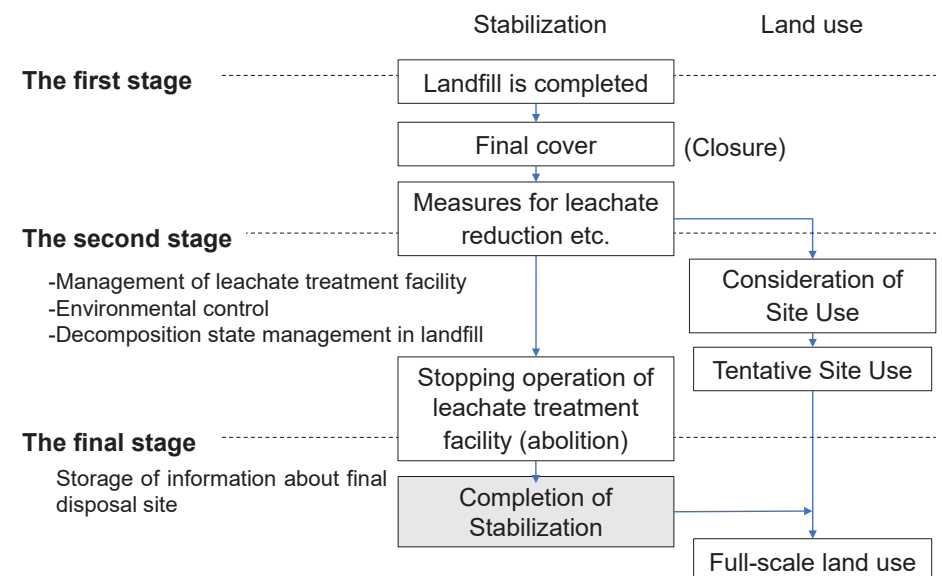 Stabilization
Land use
The first stage
Landfill is completed
Final cover
(Closure)
Measures for leachate
reduction etc.
The second stage
-Management of leachate treatment facility
-Environmental control
-Decomposition state management in landfill
Consideration of
Site Use
Tentative Site Use
Stopping operation of
leachate treatment
facility (abolition)
The final stage
Storage of information about final
disposal site
Completion of
Stabilization
Full-scale land use